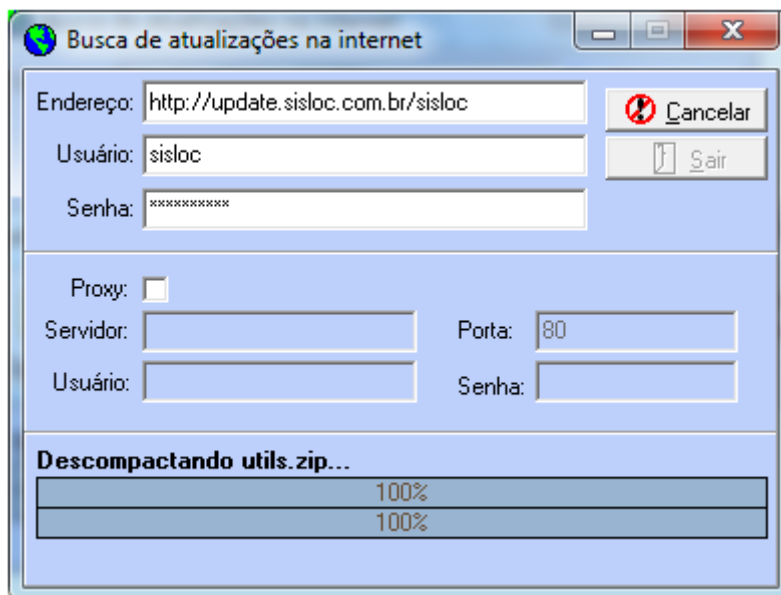 Busca de atualizações na internet
Endereço: http://update.sisloc.com.br/sisloc
Cancelar
Usuário: sisloc
Sair
Senha: **********
Proxy:
Servidor:
Porta: 80
Usuário:
Senha:
Descompactando utils.zip...
100%
100%